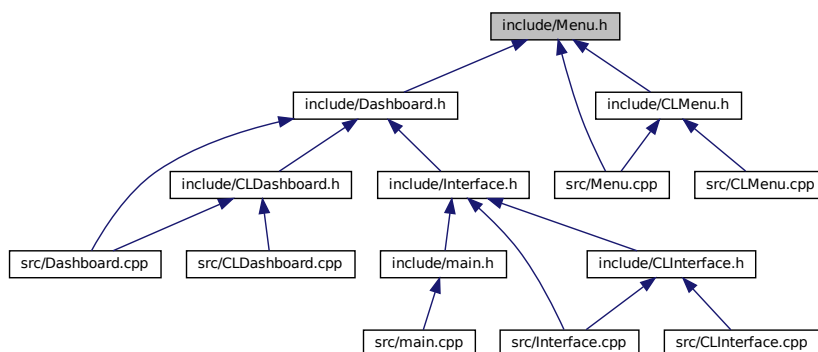 include/Menu.h
include/Dashboard.h
include/CLMenu.h
include/CLDashboard.h
include/Interface.h
src/Menu.cpp
src/CLMenu.cpp
src/Dashboard.cpp
src/CLDashboard.cpp
include/main.h
include/CLInterface.h
src/main.cpp
src/Interface.cpp
src/CLInterface.cpp